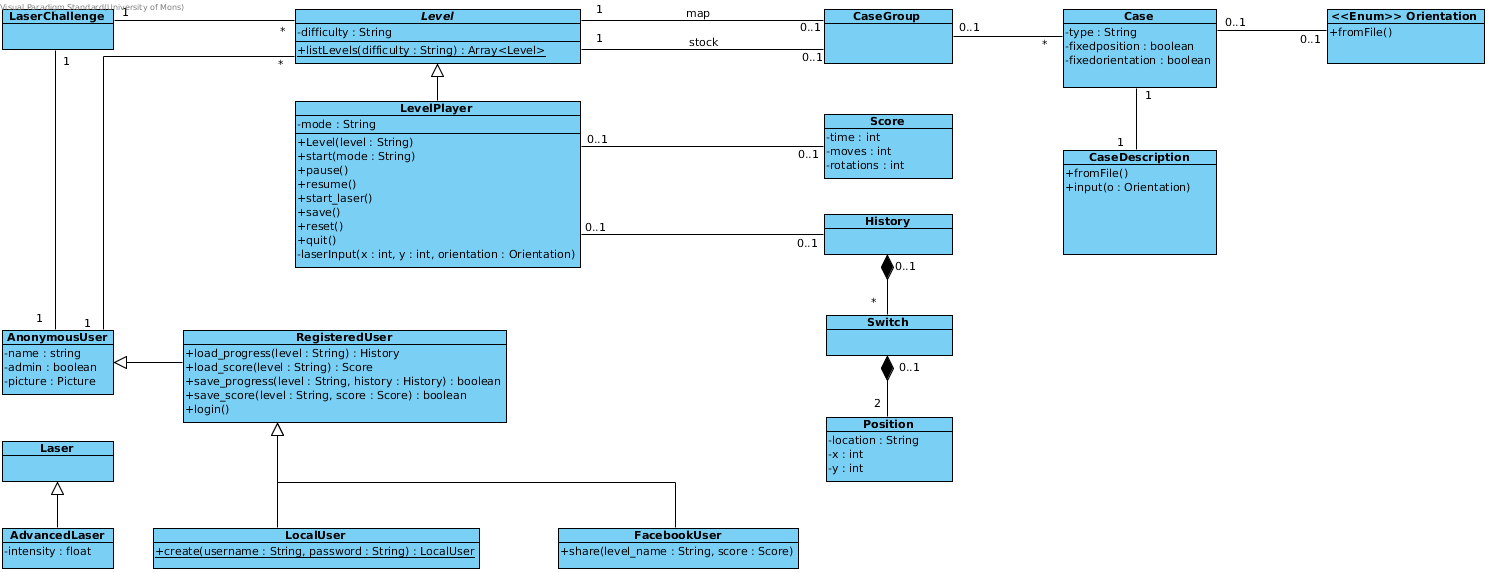 Visual Paradigm Standard(University of Mons)
LaserChallenge
1
*
1
Level
-difficulty : String
+listLevels(difficulty : String) : Array<Level>
*
1
map
0..1
1
stock
0..1
CaseGroup
0..1
*
Case
-type : String
-fixedposition : boolean
-fixedorientation : boolean
0..1
0..1
<<Enum>> Orientation
+fromFile()
1
1
CaseDescription
+fromFile()
+input(o : Orientation)
LevelPlayer
-mode : String
+Level(level : String)
+start(mode : String)
+pause()
+resume()
+start_laser()
+save()
+reset()
+quit()
-laserInput(x : int, y : int, orientation : Orientation)
0..1
0..1
Score
-time : int
-moves : int
-rotations : int
0..1
0..1
History
0..1
*
Switch
0..1
2
Position
-location : String
-x : int
-y : int
1
1
AnonymousUser
-name : string
-admin : boolean
-picture : Picture
RegisteredUser
+load_progress(level : String) : History
+load_score(level : String) : Score
+save_progress(level : String, history : History) : boolean
+save_score(level : String, score : Score) : boolean
+login()
Laser
AdvancedLaser
-intensity : float
LocalUser
+create(username : String, password : String) : LocalUser
FacebookUser
+share(level_name : String, score : Score)